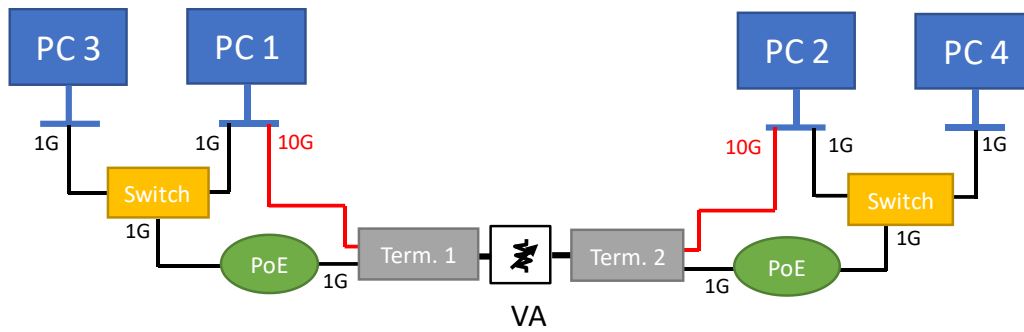 PC 3
PC 1
PC 2
PC 4
1G
1G
10G
10G
1G
1G
Switch
Switch
1G
1G
PoE
Term. 1
Term. 2
PoE
1G
1G
VA